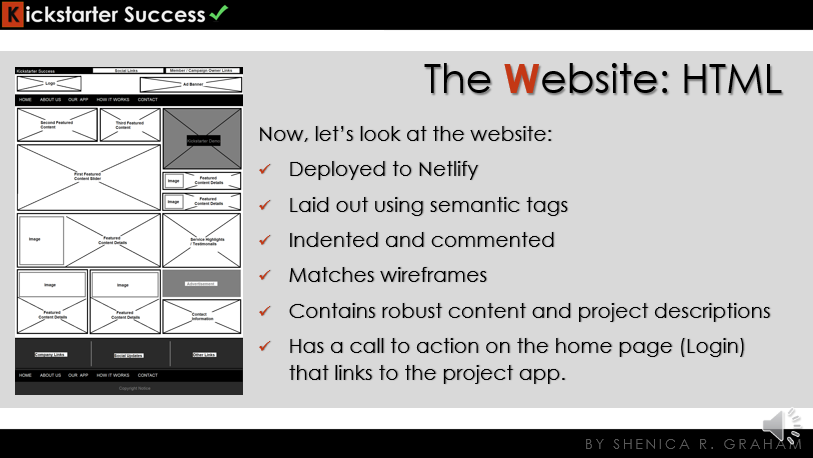 Kickstarter Success
Kickstarter Success
Social Links
Member / Campaign Owner Links
Logo
Ad Banner
HOME ABOUT US OUR APP HOW IT WORKS CONTACT
Second Featured
Content
Third Featured
Content
Kickstarter Demo
First Featured
Content Slider
Image
Featured
Content Details
Image
Featured
Content Details
Image
Featured
Content Details
Service Highlights
/ Testimonials
Image
Image
Advertisement
Featured
Content Details
Featured
Content Details
Contact
Information
Company Links
Social Updates
Other Links
HOME ABOUT US OUR APP HOW IT WORKS CONTACT
Copyright Notice
The Website: HTML
Now, let's look at the website:
Deployed to Netlify
Laid out using semantic tags
Indented and commented
Matches wireframes
Contains robust content and project descriptions
Has a call to action on the home page (Login)
that links to the project app.
BY SHENICA R. GRAHAM